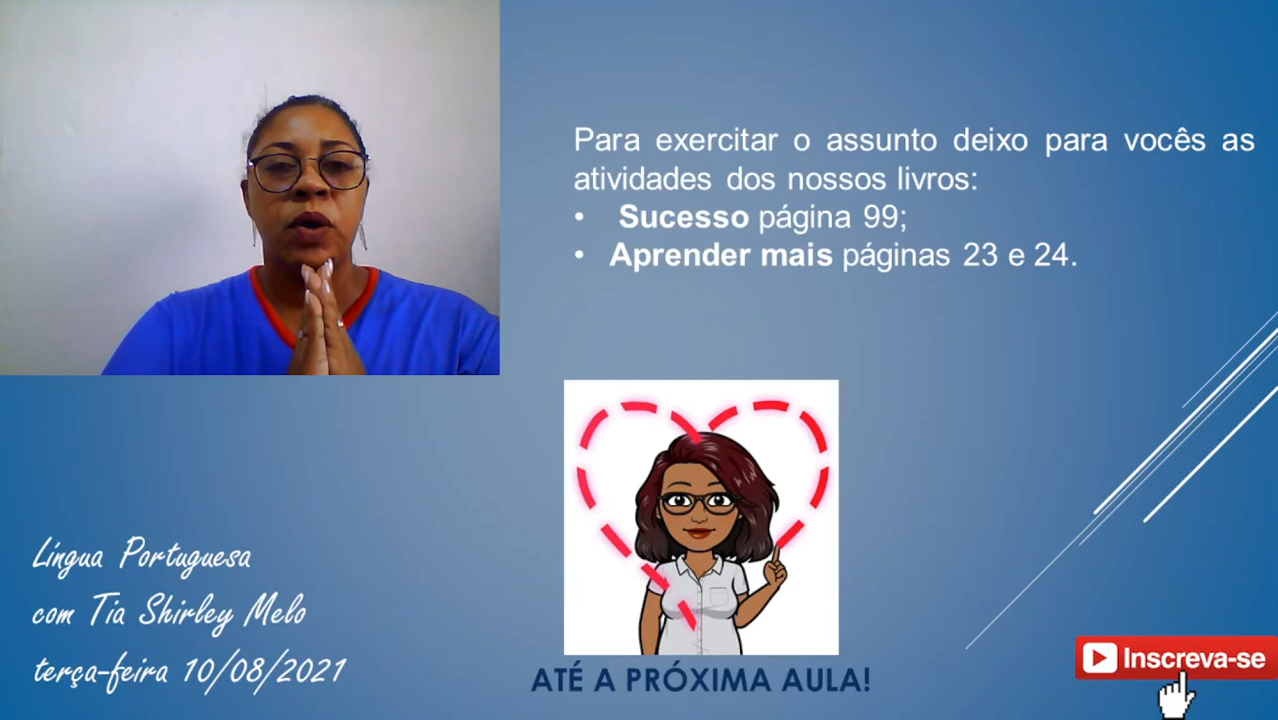 Para exercitar o assunto deixo para vocês as
atividades dos nossos livros:
• Sucesso página 99;
• Aprender mais páginas 23 e 24.
Língua Portuguesa
com Tia Shirley Melo
terça-feira 10/08/2021
ATÉ A PRÓXIMA AULA!
Inscreva-se